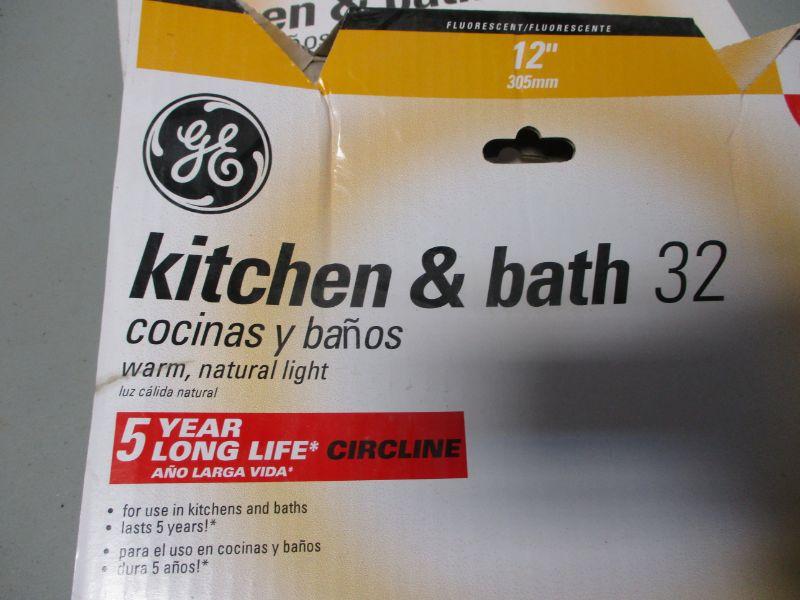 FLUORESCENT/FLUORESCENTE
12"
305mm
GE
kitchen & bath 32
cocinas y baños
warm, natural light
luz cálida natural
5 YEAR
LONG LIFE* CIRCLINE
AÑO LARGA VIDA*
• for use in kitchens and baths
• lasts 5 years!*
• para el uso en cocinas y baños
• dura 5 años!*